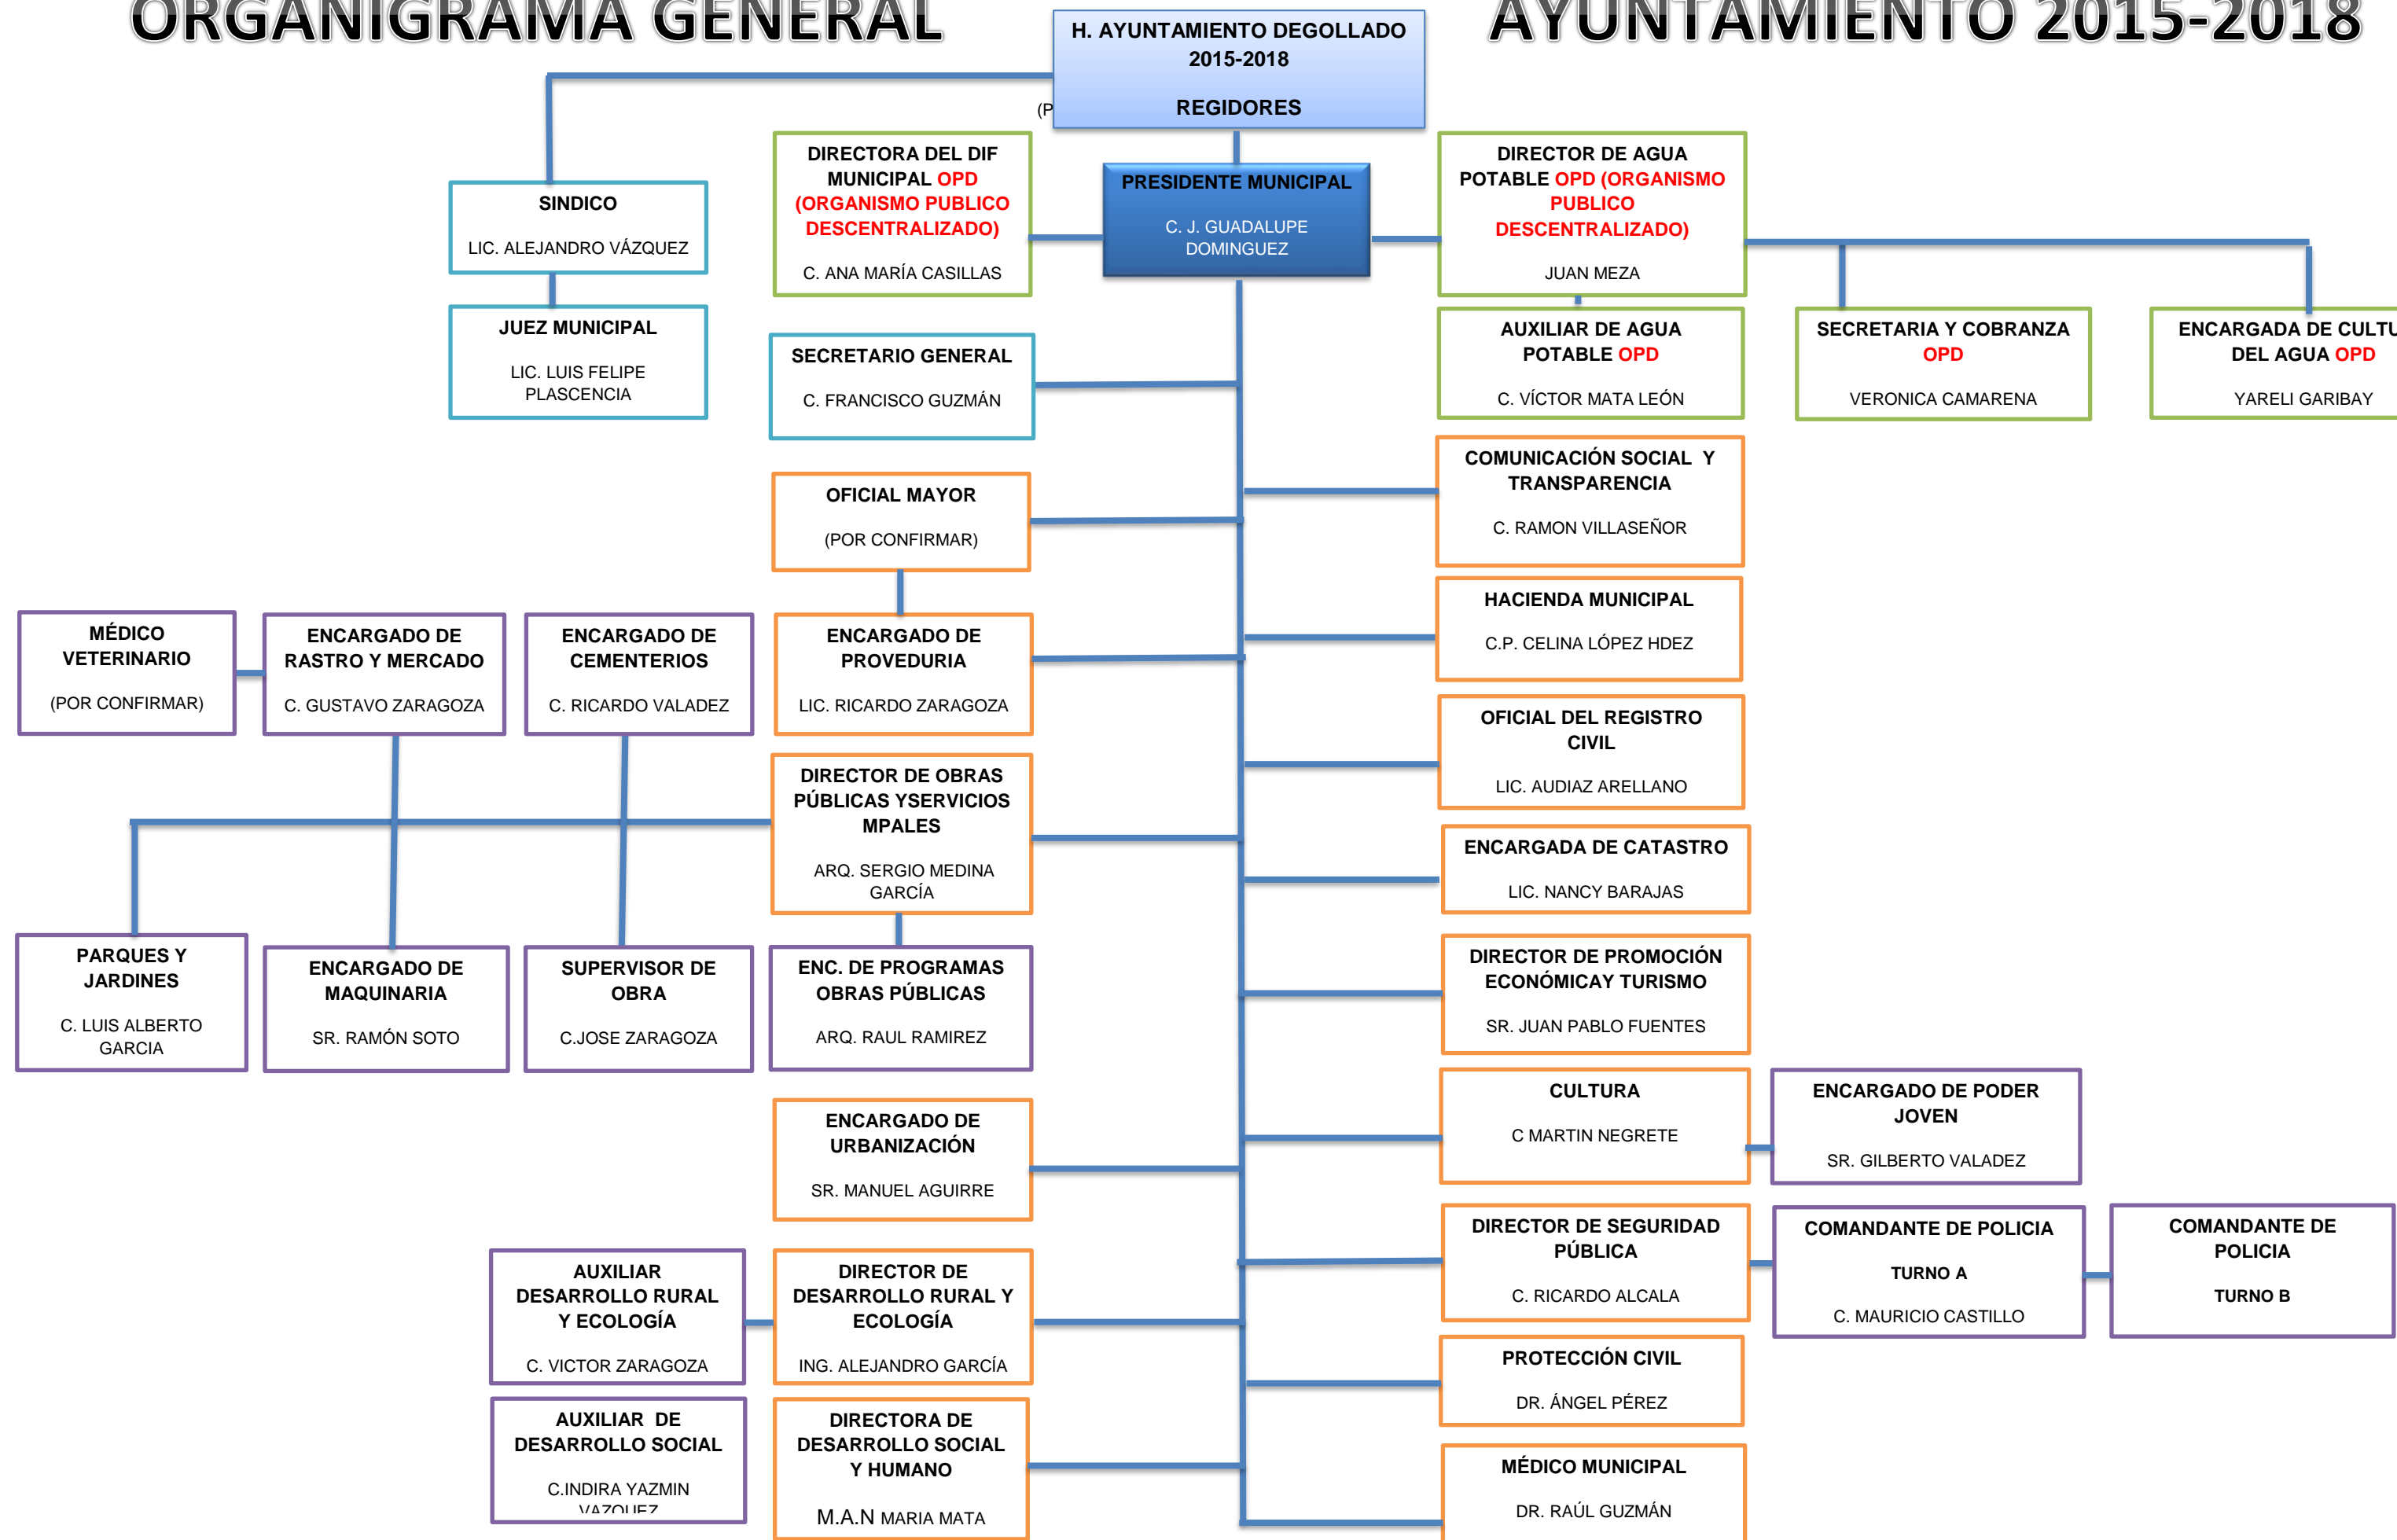 ORGANIGRAMA GENERAL
AYUNTAMIENTO 2015-2018
H. AYUNTAMIENTO DEGOLLADO
2015-2018
REGIDORES
(P
DIRECTORA DEL DIF
MUNICIPAL OPD
(ORGANISMO PUBLICO
DESCENTRALIZADO)
C. ANA MARÍA CASILLAS
PRESIDENTE MUNICIPAL
C. J. GUADALUPE
DOMINGUEZ
DIRECTOR DE AGUA
POTABLE OPD (ORGANISMO
PUBLICO
DESCENTRALIZADO)
JUAN MEZA
SINDICO
LIC. ALEJANDRO VÁZQUEZ
JUEZ MUNICIPAL
LIC. LUIS FELIPE
PLASCENCIA
SECRETARIO GENERAL
C. FRANCISCO GUZMÁN
AUXILIAR DE AGUA
POTABLE OPD
C. VÍCTOR MATA LEÓN
SECRETARIA Y COBRANZA
OPD
VERONICA CAMARENA
ENCARGADA DE CULTU
DEL AGUA OPD
YARELI GARIBAY
OFICIAL MAYOR
(POR CONFIRMAR)
COMUNICACIÓN SOCIAL Y
TRANSPARENCIA
C. RAMON VILLASEÑOR
MÉDICO
VETERINARIO
(POR CONFIRMAR)
ENCARGADO DE
RASTRO Y MERCADO
C. GUSTAVO ZARAGOZA
ENCARGADO DE
CEMENTERIOS
C. RICARDO VALADEZ
ENCARGADO DE
PROVEDURIA
LIC. RICARDO ZARAGOZA
HACIENDA MUNICIPAL
C.P. CELINA LÓPEZ HDEZ
OFICIAL DEL REGISTRO
CIVIL
LIC. AUDIAZ ARELLANO
DIRECTOR DE OBRAS
PÚBLICAS YSERVICIOS
MPALES
ARQ. SERGIO MEDINA
GARCÍA
ENCARGADA DE CATASTRO
LIC. NANCY BARAJAS
PARQUES Y
JARDINES
C. LUIS ALBERTO
GARCIA
ENCARGADO DE
MAQUINARIA
SR. RAMÓN SOTO
SUPERVISOR DE
OBRA
C.JOSE ZARAGOZA
ENC. DE PROGRAMAS
OBRAS PÚBLICAS
ARQ. RAUL RAMIREZ
DIRECTOR DE PROMOCIÓN
ECONÓMICAY TURISMO
SR. JUAN PABLO FUENTES
ENCARGADO DE
URBANIZACIÓN
SR. MANUEL AGUIRRE
CULTURA
C MARTIN NEGRETE
ENCARGADO DE PODER
JOVEN
SR. GILBERTO VALADEZ
AUXILIAR
DESARROLLO RURAL
Y ECOLOGÍA
C. VICTOR ZARAGOZA
DIRECTOR DE
DESARROLLO RURAL Y
ECOLOGÍA
ING. ALEJANDRO GARCÍA
DIRECTOR DE SEGURIDAD
PÚBLICA
C. RICARDO ALCALA
COMANDANTE DE POLICIA
TURNO A
C. MAURICIO CASTILLO
COMANDANTE DE
POLICIA
TURNO B
PROTECCIÓN CIVIL
DR. ÁNGEL PÉREZ
AUXILIAR DE
DESARROLLO SOCIAL
C.INDIRA YAZMIN
VAZQUEZ
DIRECTORA DE
DESARROLLO SOCIAL
Y HUMANO
M.A.N MARIA MATA
MÉDICO MUNICIPAL
DR. RAÚL GUZMÁN